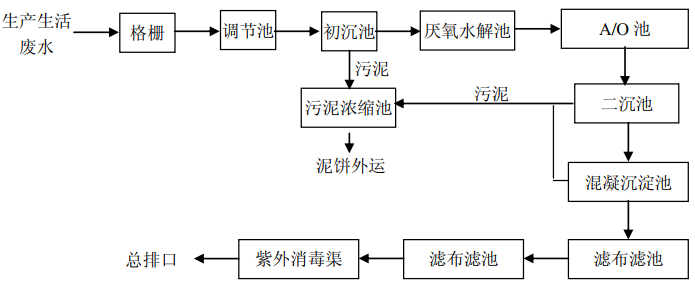 生产生活
废水
格栅
调节池
初沉池
厌氧水解池
A/O 池
污泥
污泥
污泥浓缩池
二沉池
泥饼外运
混凝沉淀池
总排口
紫外消毒渠
滤布滤池
滤布滤池